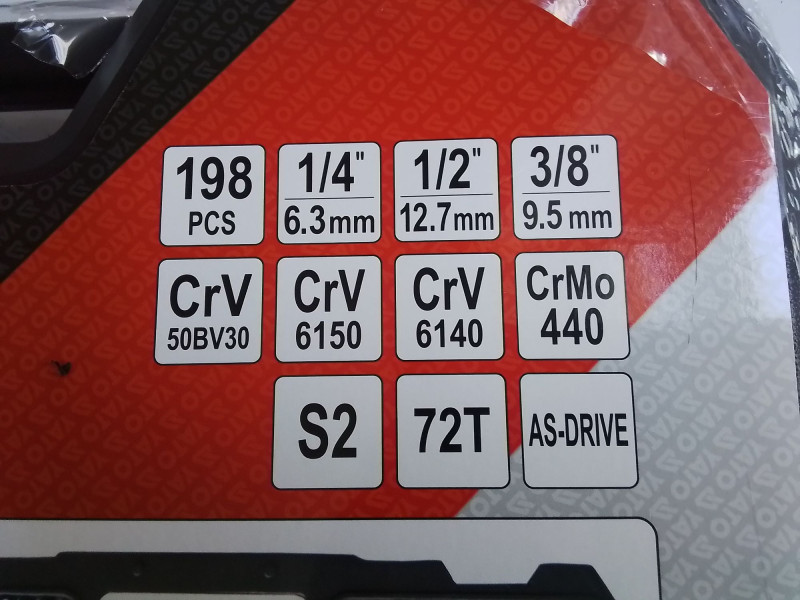 198
PCS
1/4"
6.3mm
1/2"
12.7mm
3/8"
9.5 mm
CrV
50BV30
CrV
6150
CrV
6140
CrMo
440
S2
72T
AS-DRIVE
YATO